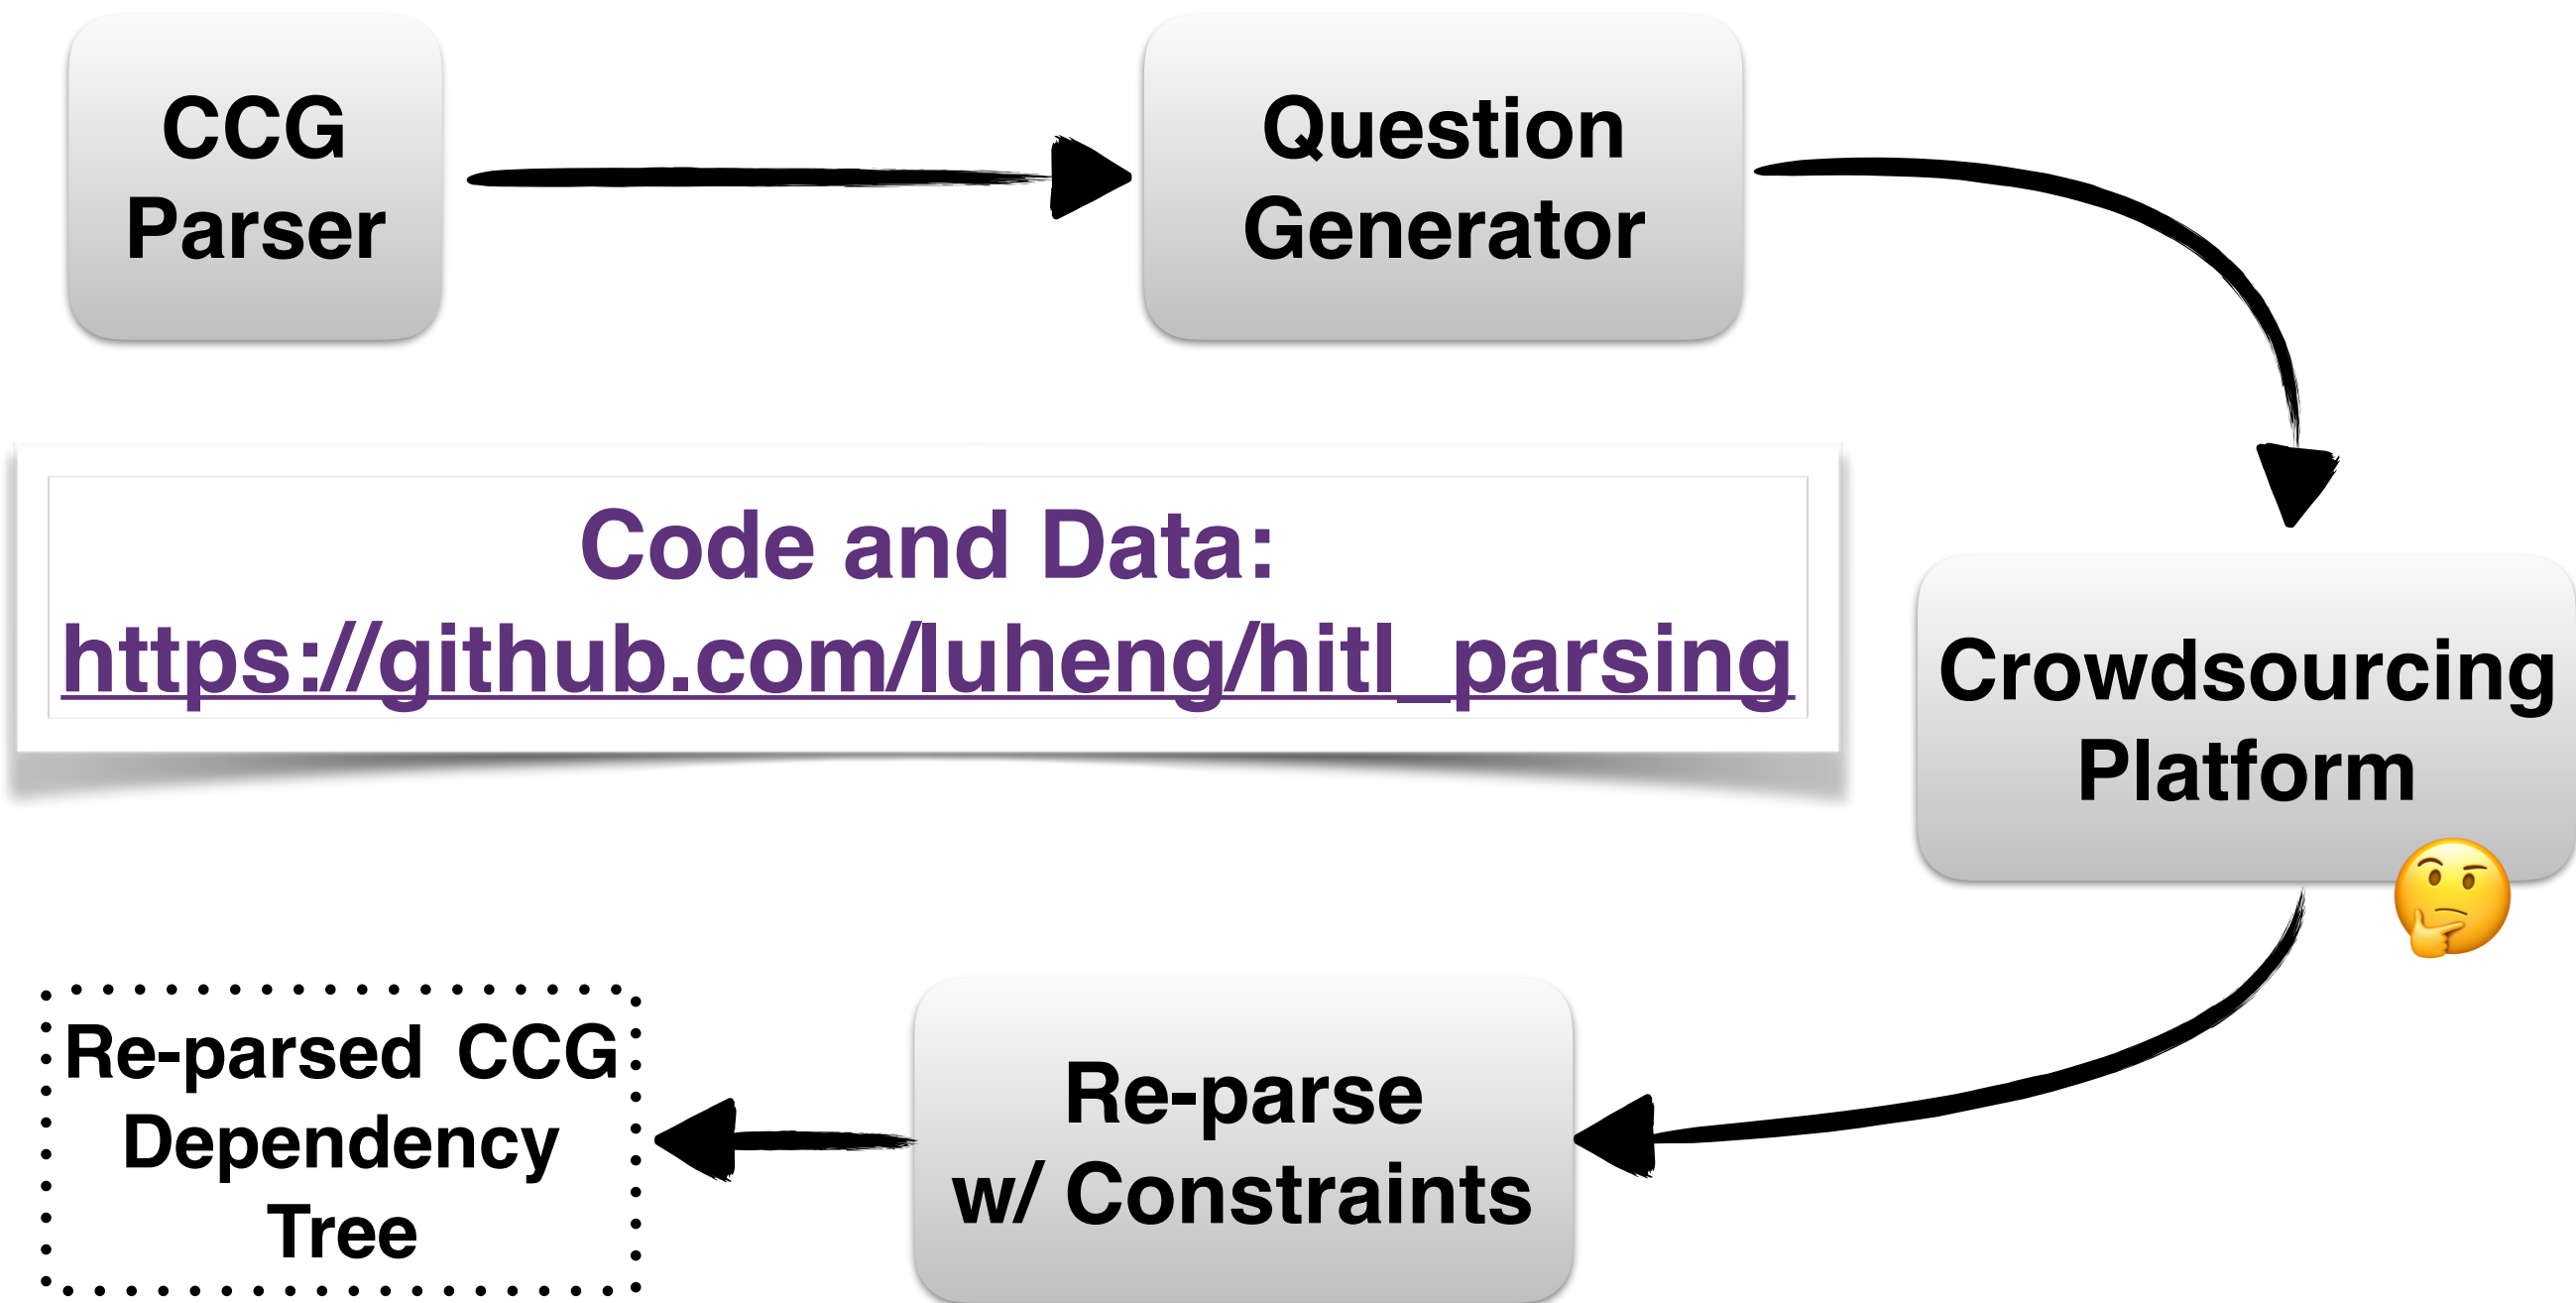 CCG
Parser
Question
Generator
Code and Data:
https://github.com/luheng/hitl_parsing
Crowdsourcing
Platform
Re-parse
w/ Constraints
Re-parsed CCG
Dependency
Tree